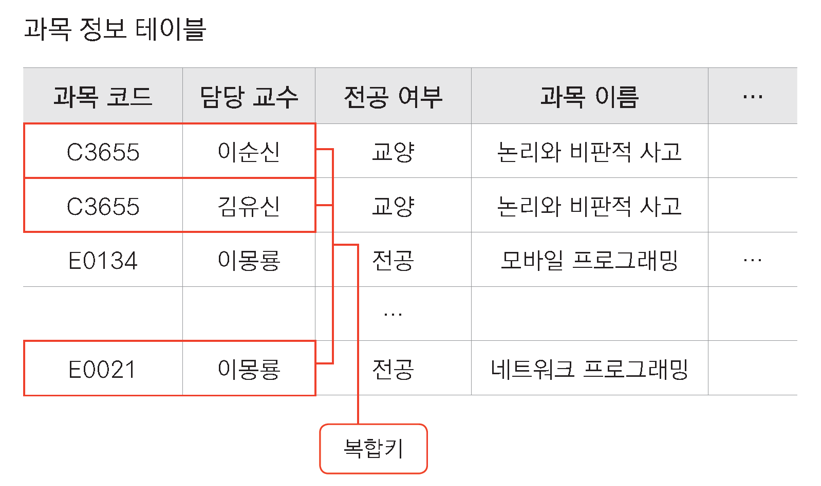 과목 정보 테이블
과목 코드 담당 교수 전공 여부 과목 이름 …
C3655 이순신 교양 논리와 비판적 사고
C3655 김유신 교양 논리와 비판적 사고
E0134 이몽룡 전공 모바일 프로그래밍 …
…
E0021 이몽룡 전공 네트워크 프로그래밍
복합키